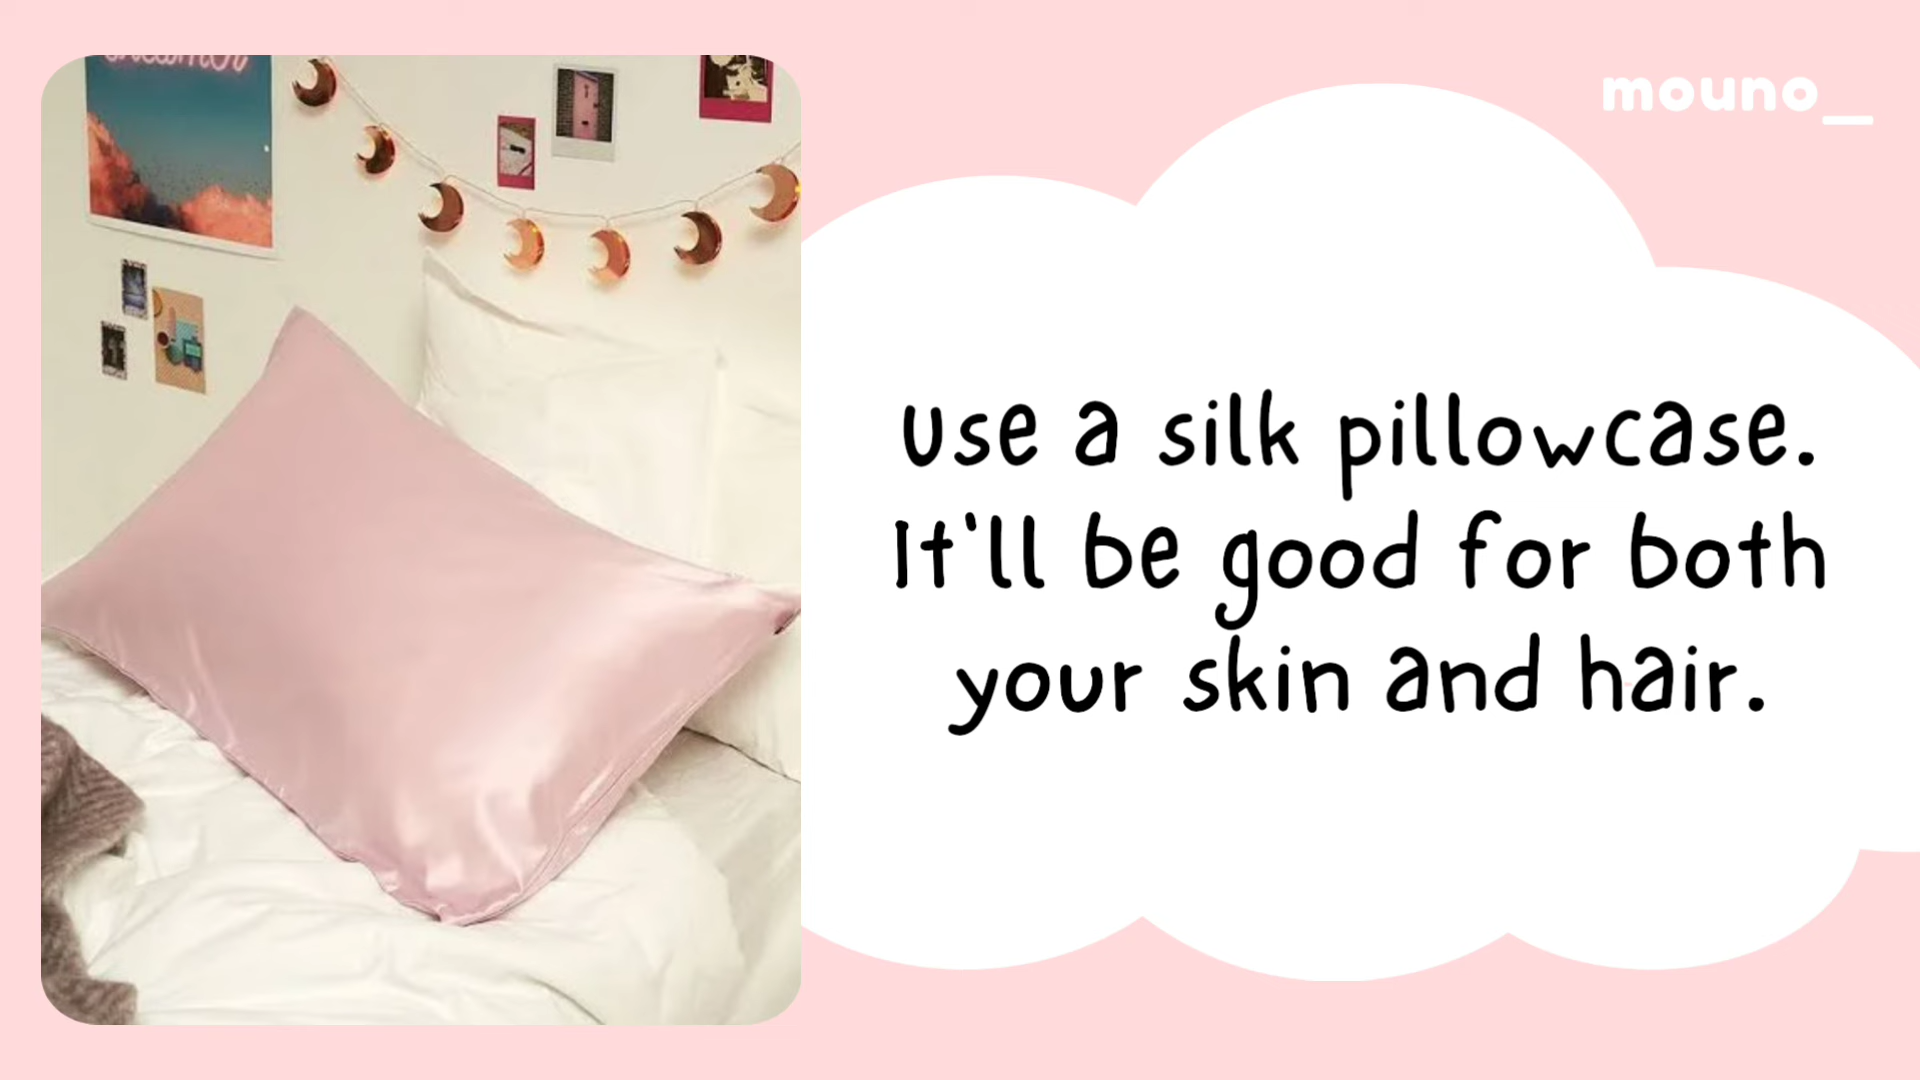 mouno_
use a silk pillowcase.
It'll be good for both
your skin and hair.